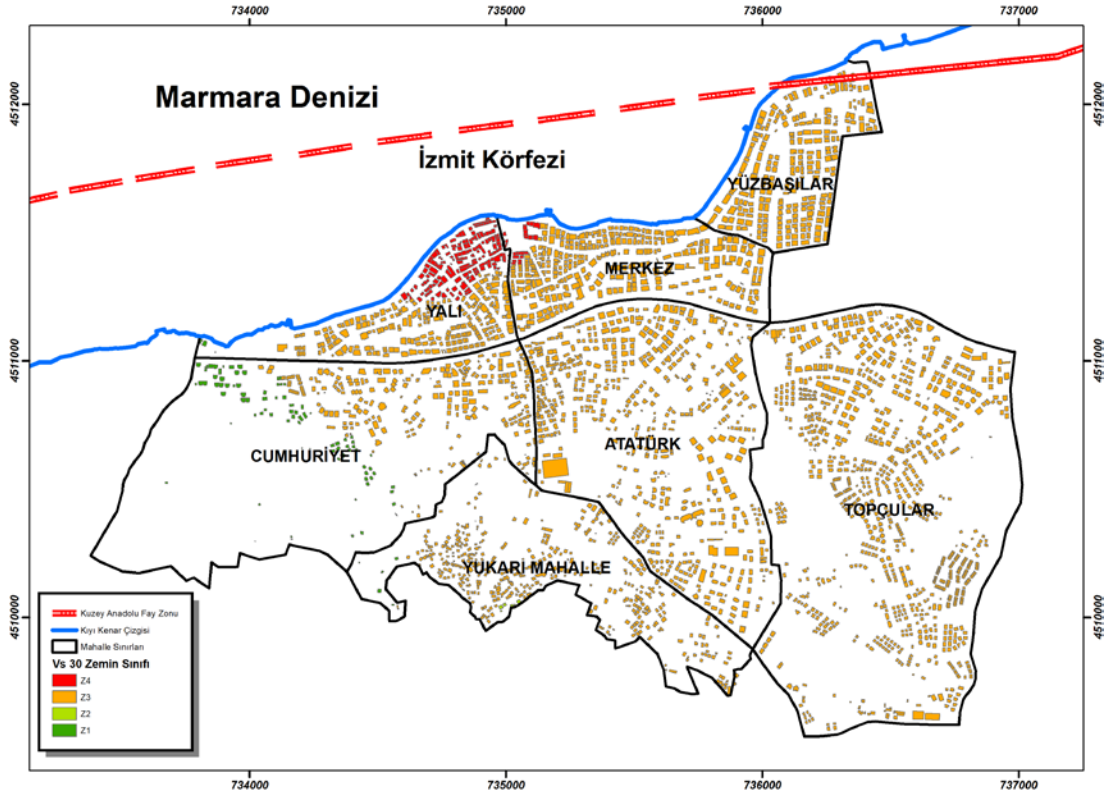 734000
735000
736000
737000
4512000
4512000
Marmara Denizi
İzmit Körfezi
YÜZBAŞILAR
MERKEZ
YALI
4511000
4511000
CUMHURİYET
ATATÜRK
TOPÇULAR
YUKARI MAHALLE
4510000
4510000
Kuzey Anadolu Fay Zonu
Kıyı Kenar Çizgisi
Mahalle Sınırları
Vs 30 Zemin Sınıfı
Z4
Z3
Z2
Z1
734000
735000
736000
737000